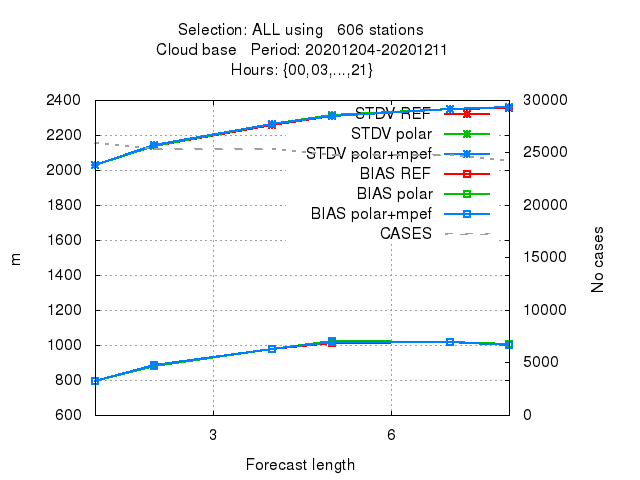 Selection: ALL using   606 stations
Cloud base   Period: 20201204-20201211
Hours: {00,03,...,21}
2400
2200
2000
1800
1600
1400
1200
1000
800
600
m
30000
25000
20000
15000
10000
5000
0
No cases
STDV REF
STDV polar
STDV polar+mpef
BIAS REF
BIAS polar
BIAS polar+mpef
CASES
3
6
Forecast length